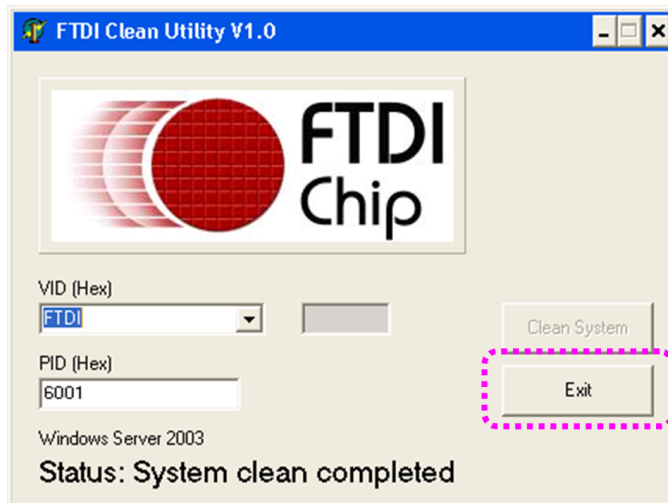 FTDI Clean Utility V1.0
FTDI
Chip
VID (Hex)
FTDI
Clean System
PID (Hex)
6001
Exit
Windows Server 2003
Status: System clean completed